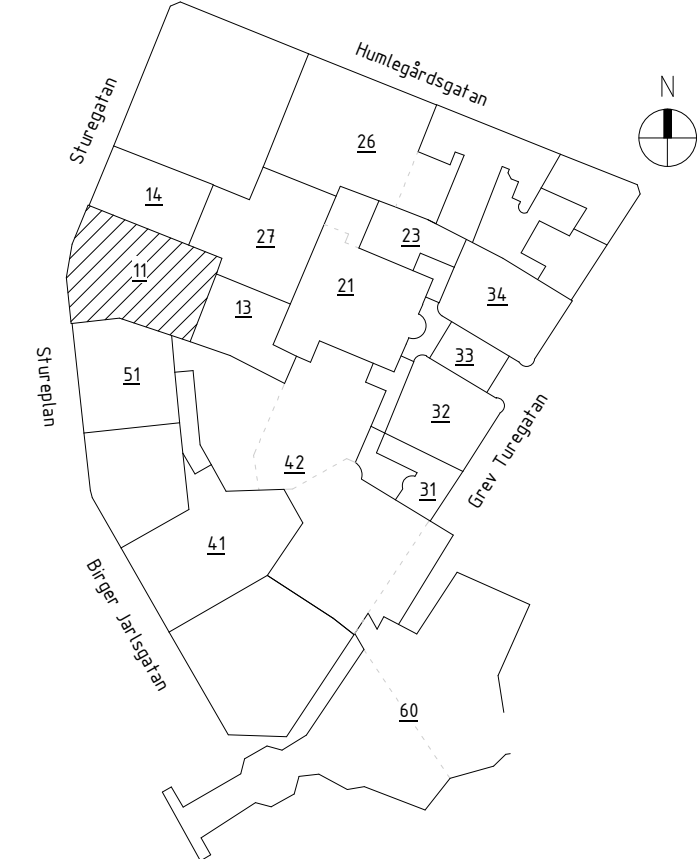 Humlegårdsgatan
Sturegatan
N
26
14
23
27
11
21
34
13
33
51
Stureplan
32
Grev Turegatan
42
31
41
Birger Jarlsgatan
60